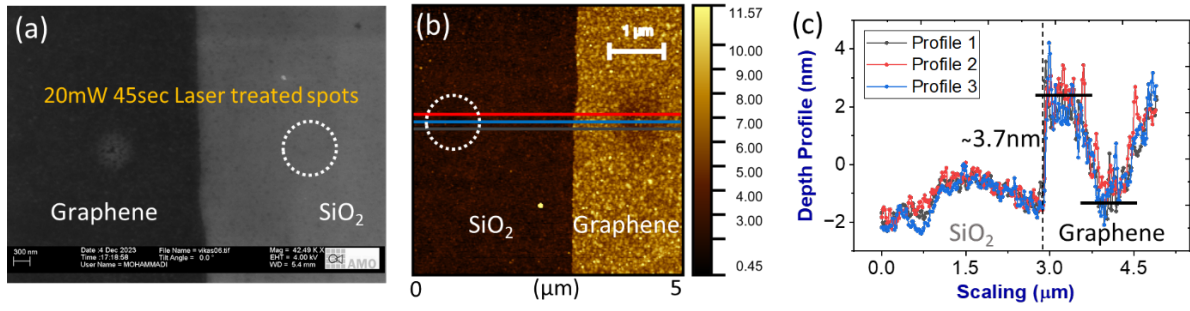 (a)
20mW 45sec Laser treated spots
Graphene
SiO₂
300 nm
Date :4 Dec 2023
Time :17:18:58
User Name = MOHAMMADI
File Name = vikas06.tif
Tilt Angle = 0.0 °
Mag = 42.49 K X
EHT = 4.00 kV
WD = 5.4 mm
AMO
(b)
1 μm
SiO₂
Graphene
0
(μm)
5
11.57
10.00
9.00
8.00
7.00
6.00
5.00
4.00
3.00
0.45
(c)
Profile 1
Profile 2
Profile 3
Depth Profile (nm)
4
2
0
−2
~3.7nm
SiO₂
Graphene
0.0
1.5
3.0
4.5
Scaling (μm)